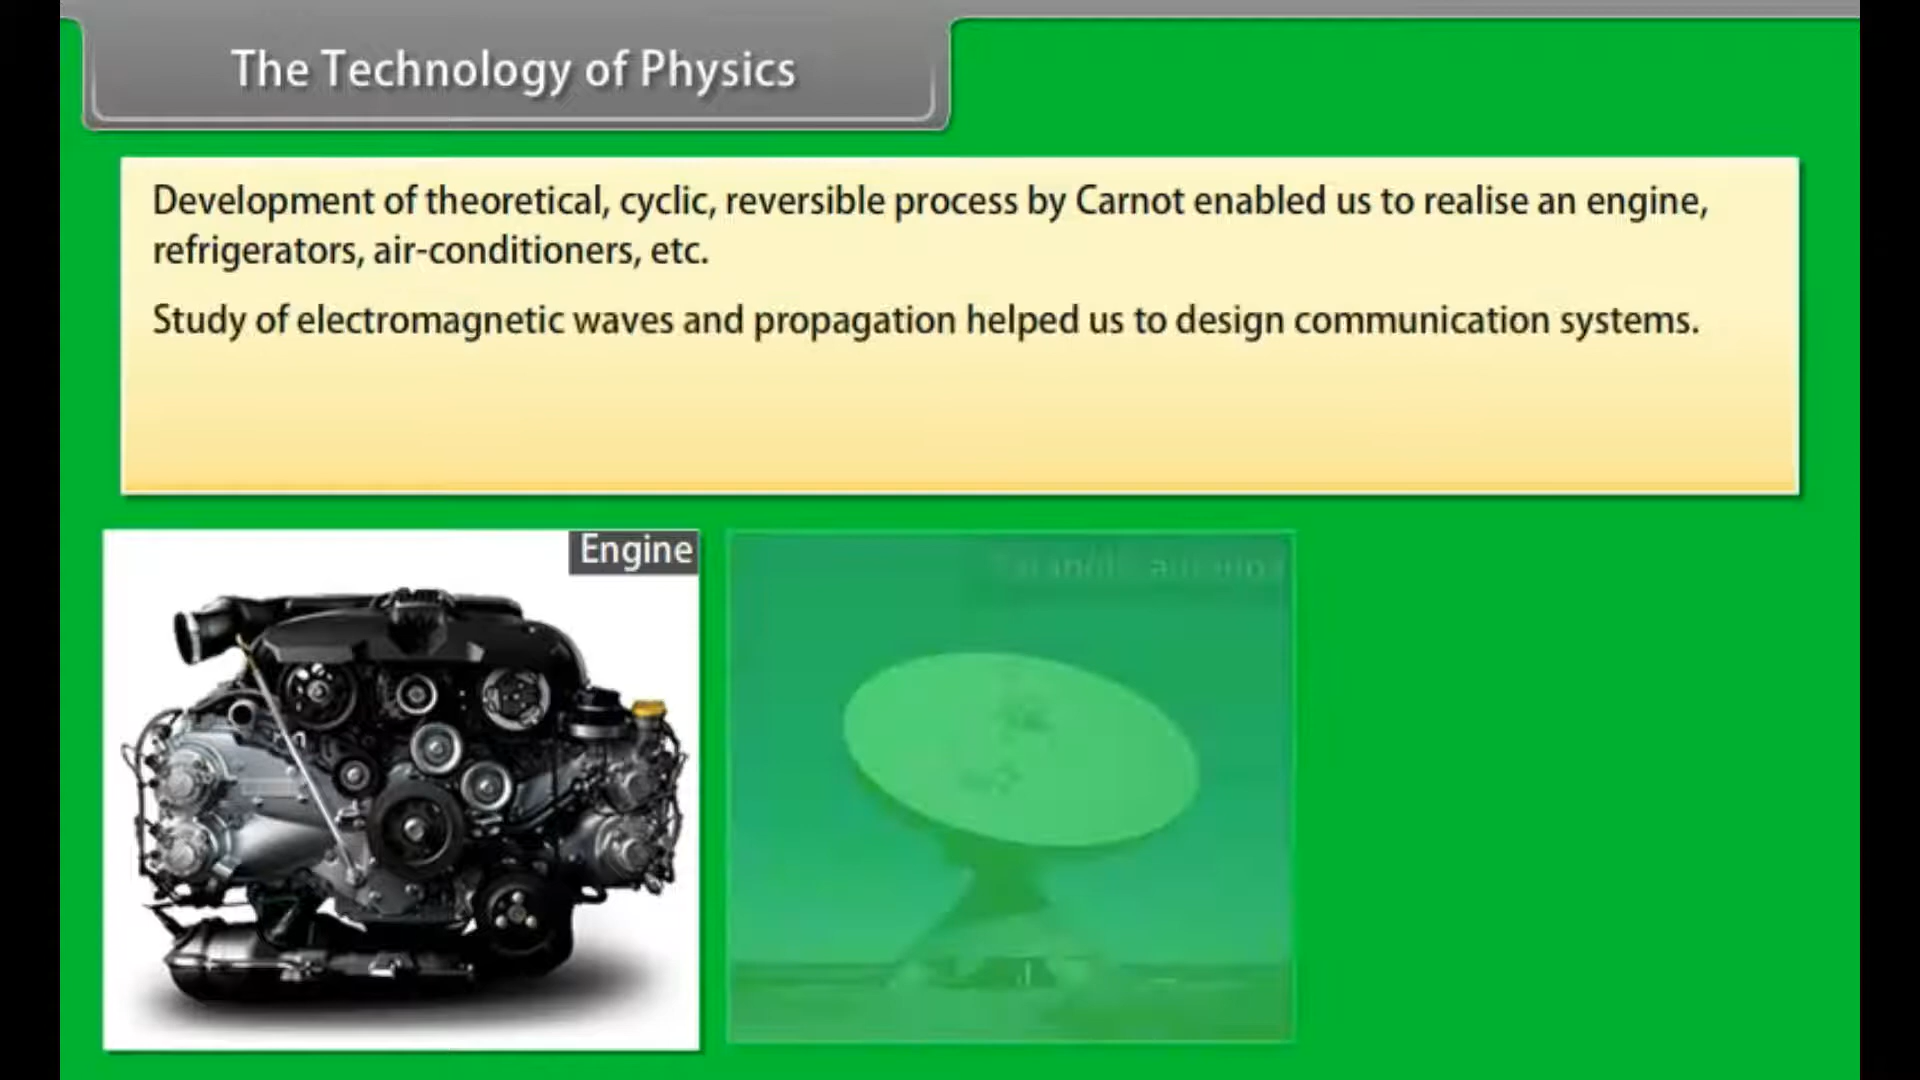 The Technology of Physics
Development of theoretical, cyclic, reversible process by Carnot enabled us to realise an engine,
refrigerators, air-conditioners, etc.
Study of electromagnetic waves and propagation helped us to design communication systems.
Engine